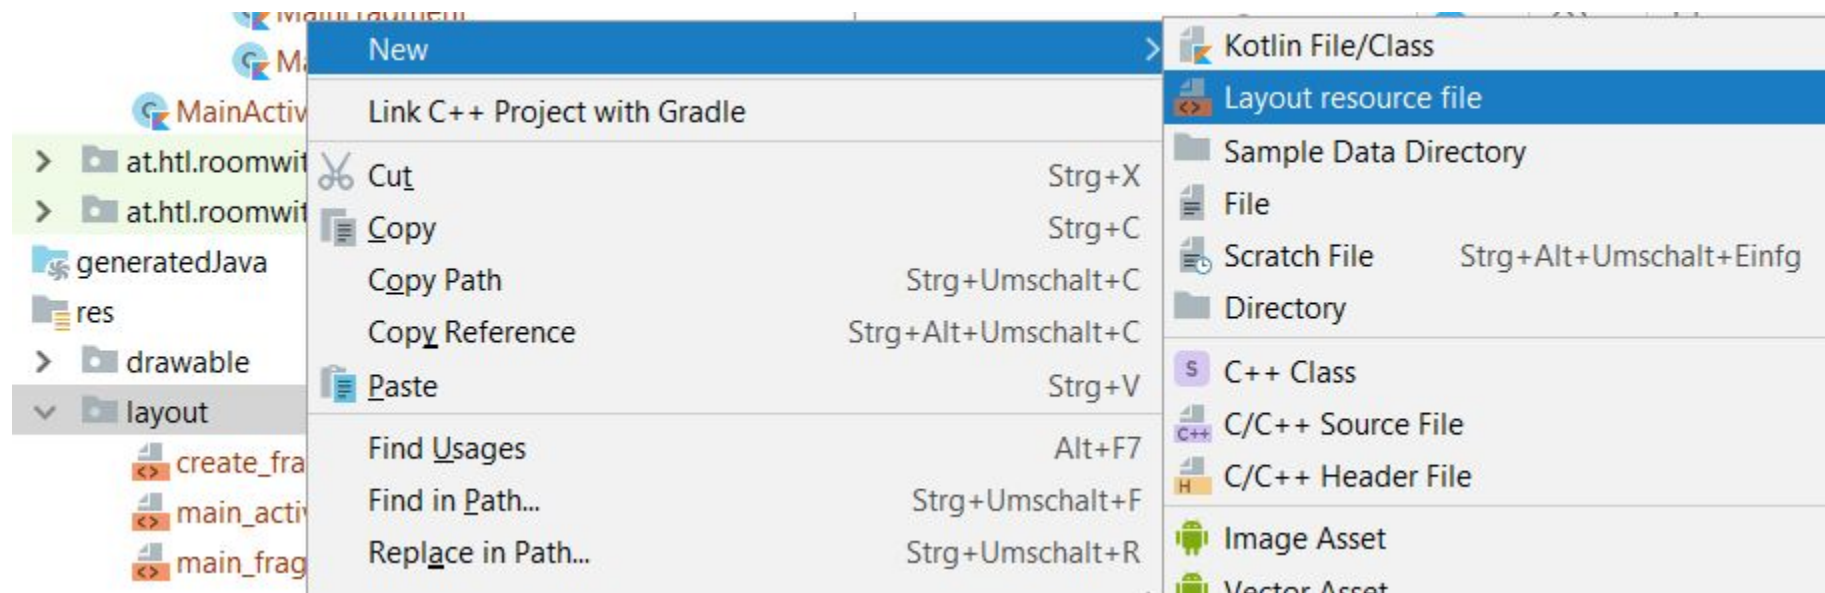 MainFragment
Ma
MainActiv
at.htl.roomwit
at.htl.roomwit
generatedJava
res
drawable
layout
create_fra
main_activ
main_frag
New
Link C++ Project with Gradle
Cut Strg+X
Copy Strg+C
Copy Path Strg+Umschalt+C
Copy Reference Strg+Alt+Umschalt+C
Paste Strg+V
Find Usages Alt+F7
Find in Path... Strg+Umschalt+F
Replace in Path... Strg+Umschalt+R
Kotlin File/Class
Layout resource file
Sample Data Directory
File
Scratch File Strg+Alt+Umschalt+Einfg
Directory
S C++ Class
C++ C/C++ Source File
H C/C++ Header File
Image Asset
Vector Asset